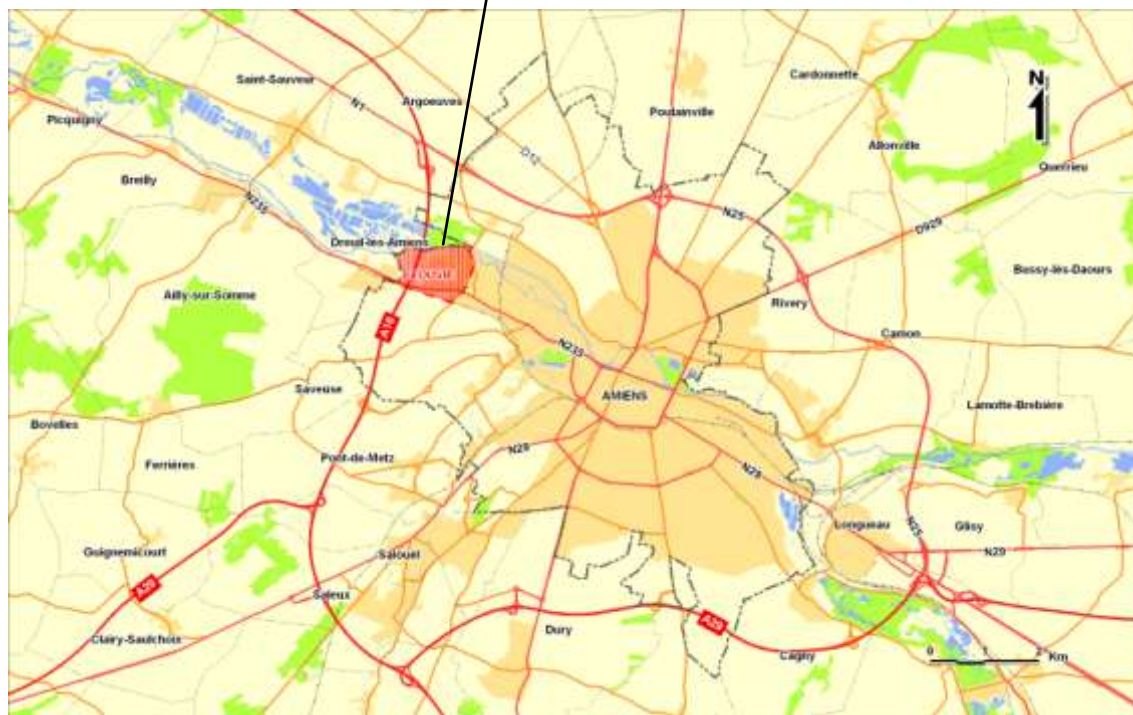 Saint-Sauveur
Cardonnette
N
N1
Argoeuves
Poulainville
Picquigny
D12
Allonville
Querrieu
Breilly
N235
N25
D929
Dreuil-les-Amiens
Bussy-lès-Daours
Ailly-sur-Somme
Rivery
A16
Camon
N235
Saveuse
AMIENS
Lamotte-Brebière
Bovelles
Ferrières
Pont-de-Metz
N29
N29
Longueau
N25
Glisy
Guignemicourt
Salouel
N29
A29
Saleux
Clairy-Saulchoix
Dury
A29
Cagny
0 1 2 Km